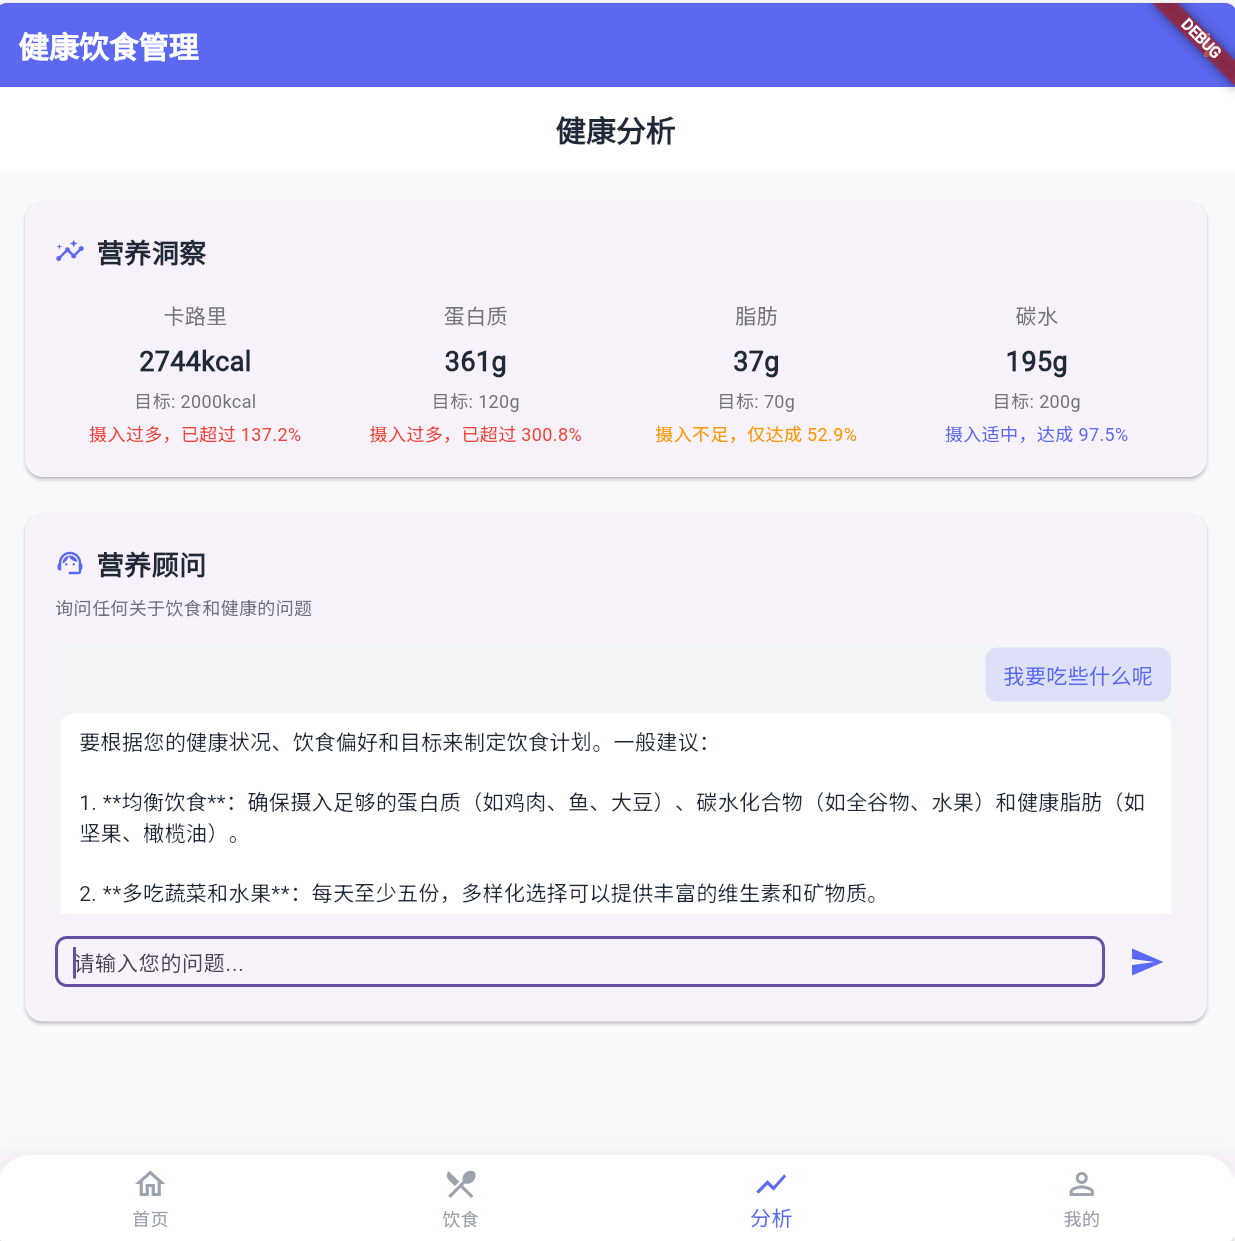 健康饮食管理
DEBUG
健康分析
营养洞察
卡路里 蛋白质 脂肪 碳水
2744kcal 361g 37g 195g
目标: 2000kcal 目标: 120g 目标: 70g 目标: 200g
摄入过多，已超过 137.2% 摄入过多，已超过 300.8% 摄入不足，仅达成 52.9% 摄入适中，达成 97.5%
营养顾问
询问任何关于饮食和健康的问题
我要吃些什么呢
要根据您的健康状况、饮食偏好和目标来制定饮食计划。一般建议：
1. **均衡饮食**：确保摄入足够的蛋白质（如鸡肉、鱼、大豆）、碳水化合物（如全谷物、水果）和健康脂肪（如
坚果、橄榄油）。
2. **多吃蔬菜和水果**：每天至少五份，多样化选择可以提供丰富的维生素和矿物质。
请输入您的问题...
首页 饮食 分析 我的